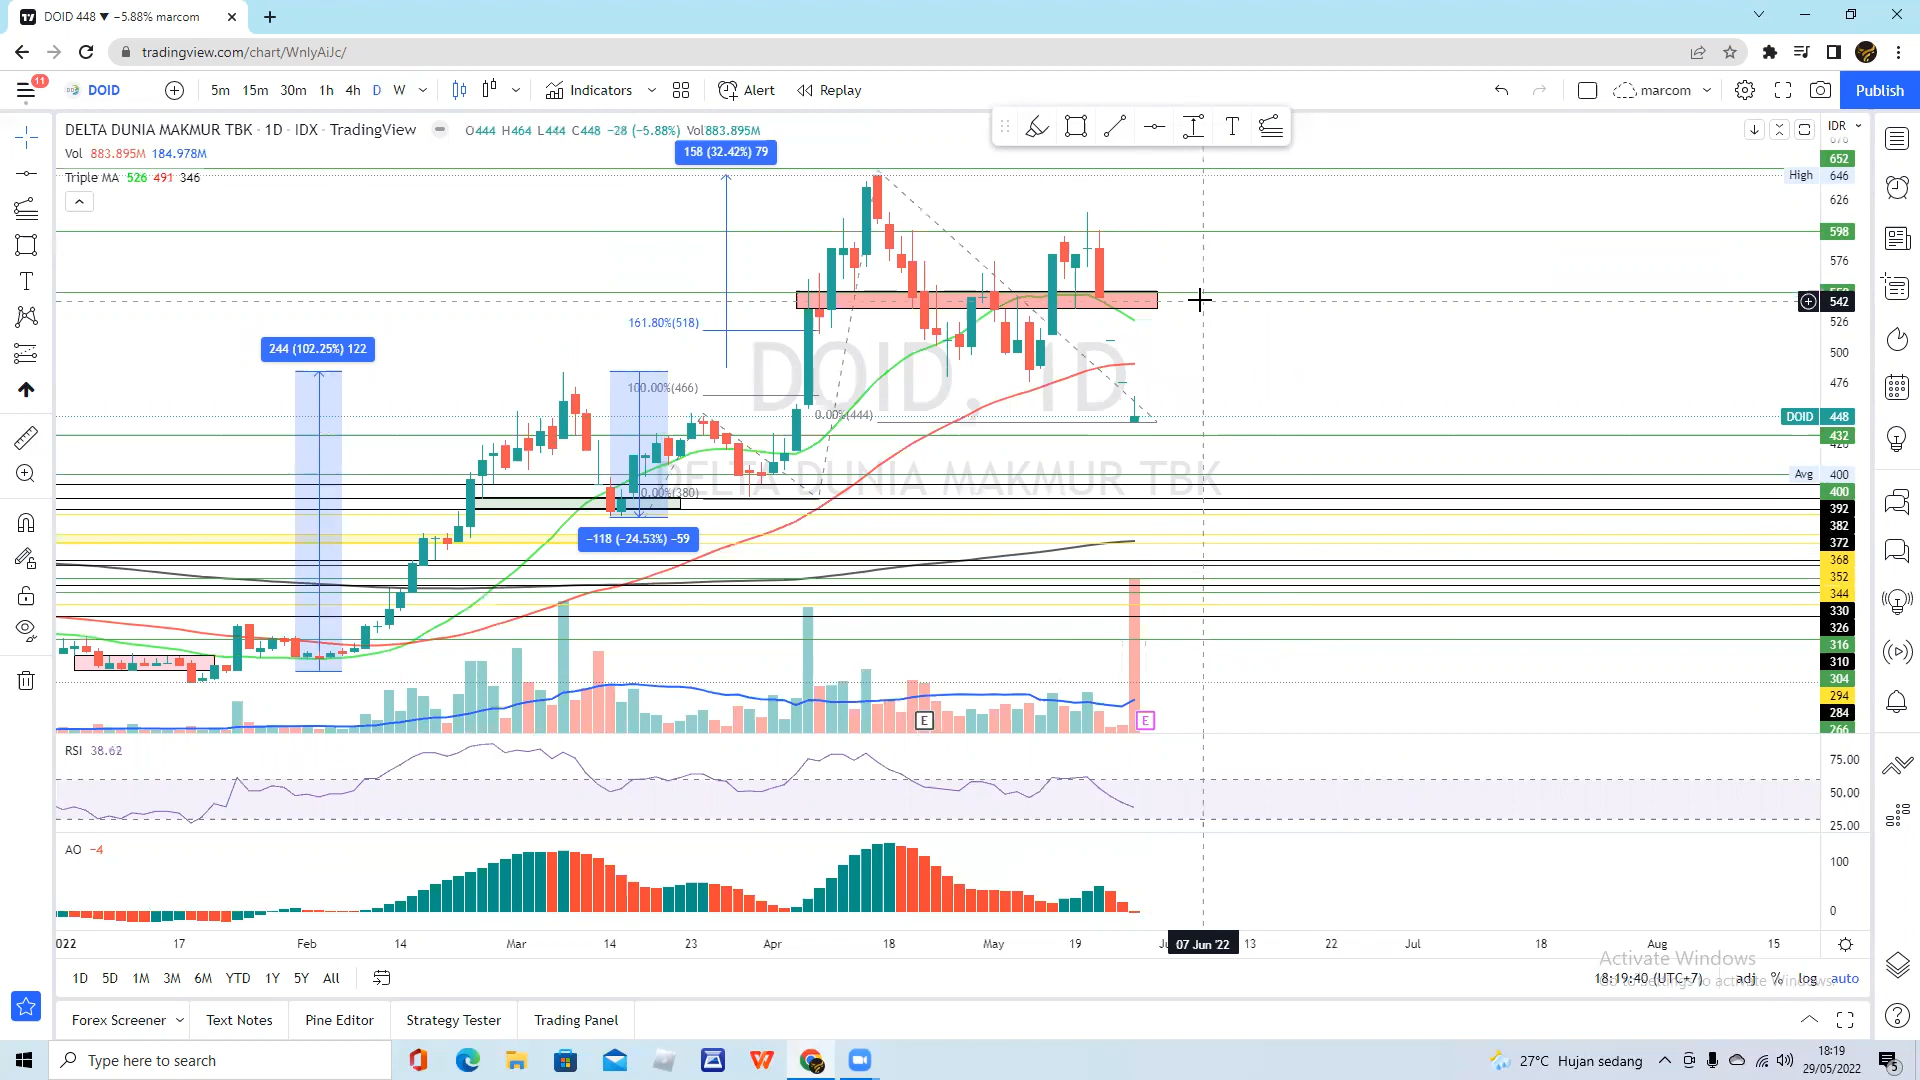 DOID 448 ▼ −5.88% marcom
tradingview.com/chart/WnlyAiJc/
11
DOID
5m 15m 30m 1h 4h D W
Indicators
Alert
Replay
marcom
Publish
DELTA DUNIA MAKMUR TBK · 1D · IDX · TradingView
O444 H464 L444 C448 −28 (−5.88%) Vol883.895M
IDR
Vol 883.895M 184.978M
158 (32.42%) 79
Triple MA 526 491 346
652
High 646
626
598
576
542
526
500
476
DOID 448
432
Avg 400
400
392
382
372
368
352
344
330
326
316
310
304
294
284
266
161.80%(518)
244 (102.25%) 122
100.00%(466)
0.00%(444)
0.00%(380)
−118 (−24.53%) −59
DOID, 1D
DELTA DUNIA MAKMUR TBK
E
E
RSI 38.62
75.00
50.00
25.00
AO −4
100
0
17 Feb 14 Mar 14 23 Apr 18 May 19 07 Jun '22 13 22 Jul 18 Aug 15
Activate Windows
Go to Settings to activate Windows.
1D 5D 1M 3M 6M YTD 1Y 5Y All
18:19:40 (UTC+7) adj % log auto
Forex Screener Text Notes Pine Editor Strategy Tester Trading Panel
Type here to search
27°C Hujan sedang
18:19
29/05/2022
5